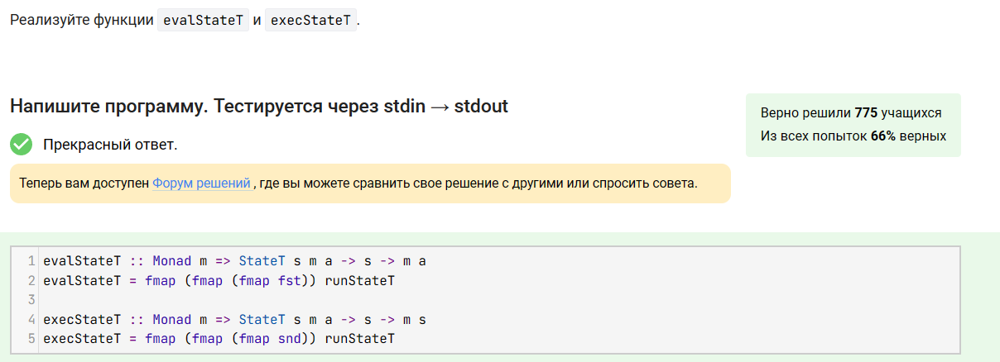 Реализуйте функции evalStateT и execStateT.
Напишите программу. Тестируется через stdin → stdout
Верно решили 775 учащихся
Из всех попыток 66% верных
Прекрасный ответ.
Теперь вам доступен Форум решений , где вы можете сравнить свое решение с другими или спросить совета.
1 evalStateT :: Monad m => StateT s m a -> s -> m a
2 evalStateT = fmap (fmap (fmap fst)) runStateT
3
4 execStateT :: Monad m => StateT s m a -> s -> m s
5 execStateT = fmap (fmap (fmap snd)) runStateT